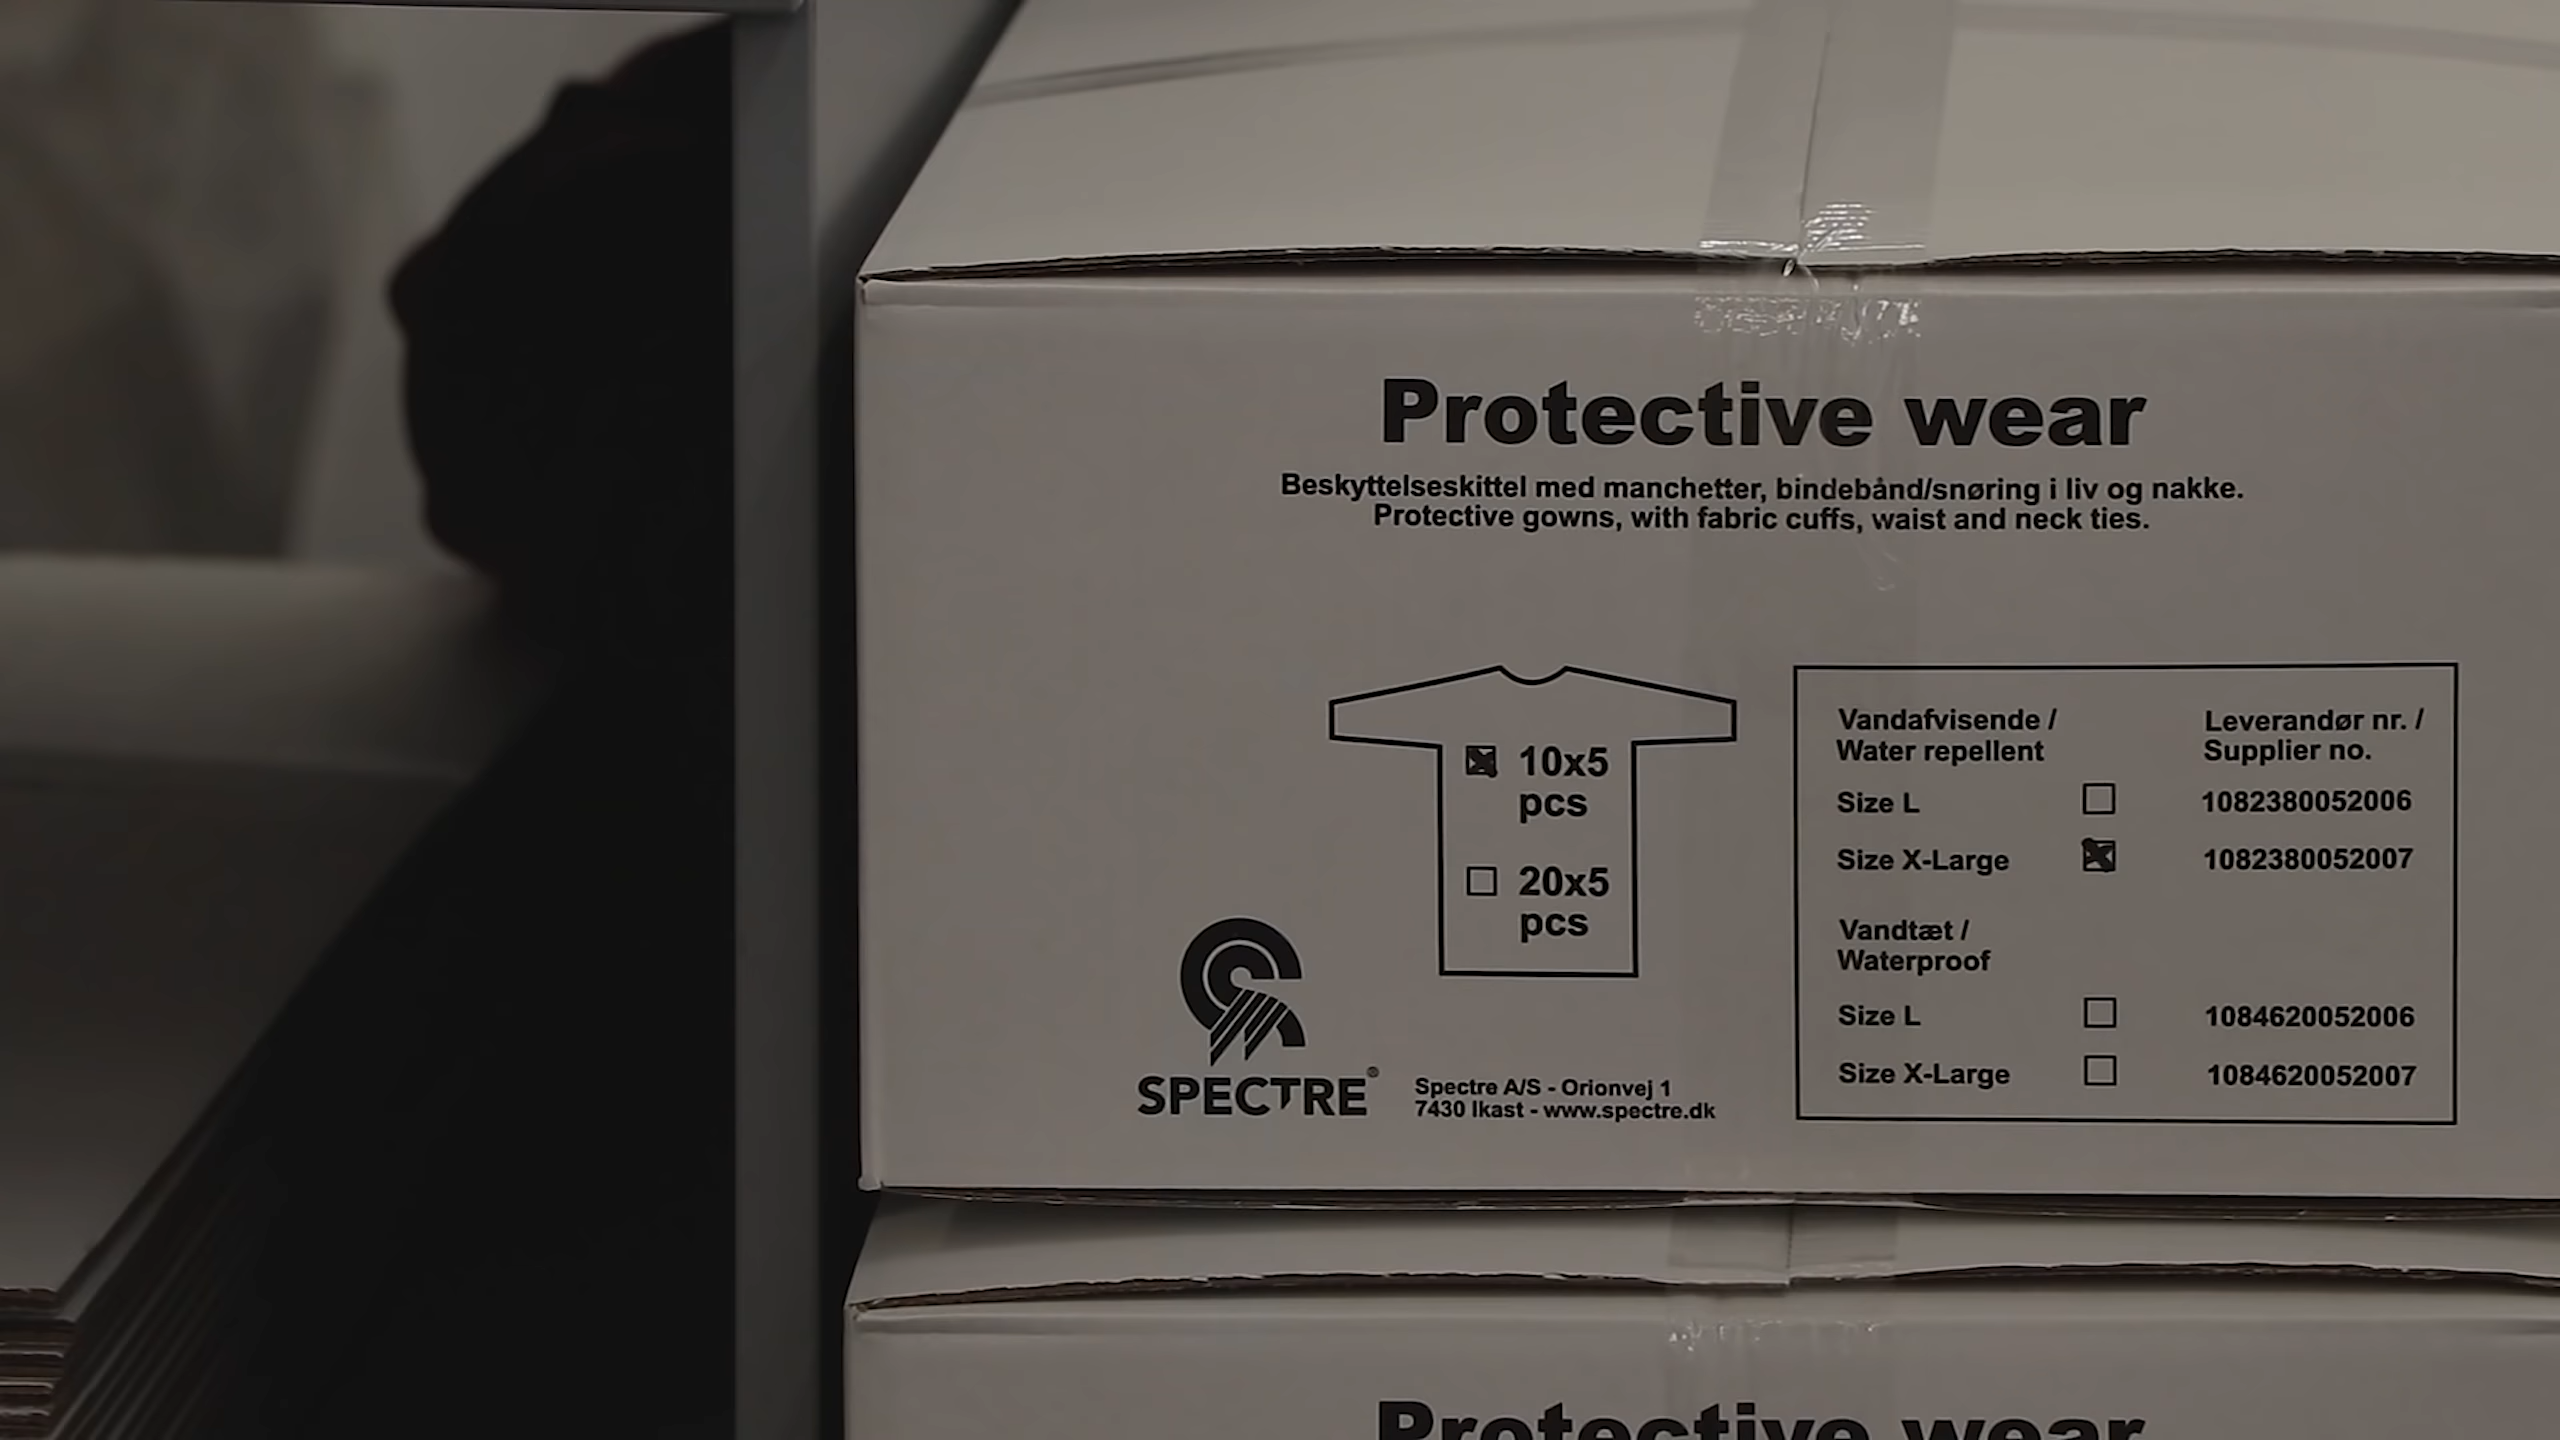 Protective wear
Beskyttelseskittel med manchetter, bindebånd/snøring i liv og nakke.
Protective gowns, with fabric cuffs, waist and neck ties.
10x5
pcs
20x5
pcs
Vandafvisende / Leverandør nr. /
Water repellent Supplier no.
Size L 1082380052006
Size X-Large 1082380052007
Vandtæt /
Waterproof
Size L 1084620052006
Size X-Large 1084620052007
SPECTRE®
Spectre A/S - Orionvej 1
7430 Ikast - www.spectre.dk
Protective wear